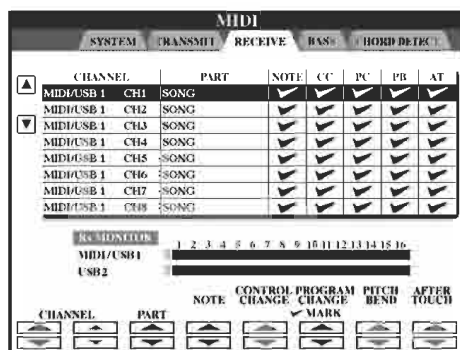 MIDI
SYSTEM TRANSMIT RECEIVE BASS CHORD DETECT
CHANNEL PART NOTE CC PC PB AT
MIDI/USB 1 CH1 SONG
MIDI/USB 1 CH2 SONG
MIDI/USB 1 CH3 SONG
MIDI/USB 1 CH4 SONG
MIDI/USB 1 CH5 SONG
MIDI/USB 1 CH6 SONG
MIDI/USB 1 CH7 SONG
MIDI/USB 1 CH8 SONG
Rx MONITOR 1 2 3 4 5 6 7 8 9 10 11 12 13 14 15 16
MIDI/USB1
USB2
CHANNEL PART NOTE CONTROL CHANGE PROGRAM CHANGE PITCH BEND AFTER TOUCH
MARK